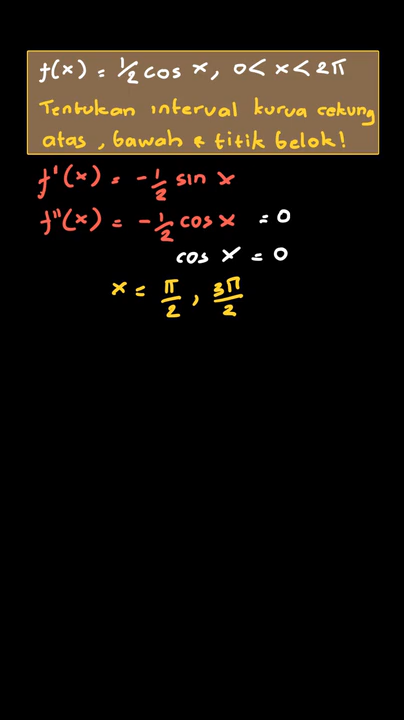 f(x) = 1/2 cos x, 0 < x < 2π
Tentukan interval kurva cekung
atas, bawah & titik belok!
f'(x) = -1/2 sin x
f"(x) = -1/2 cos x = 0
cos x = 0
x = π/2, 3π/2